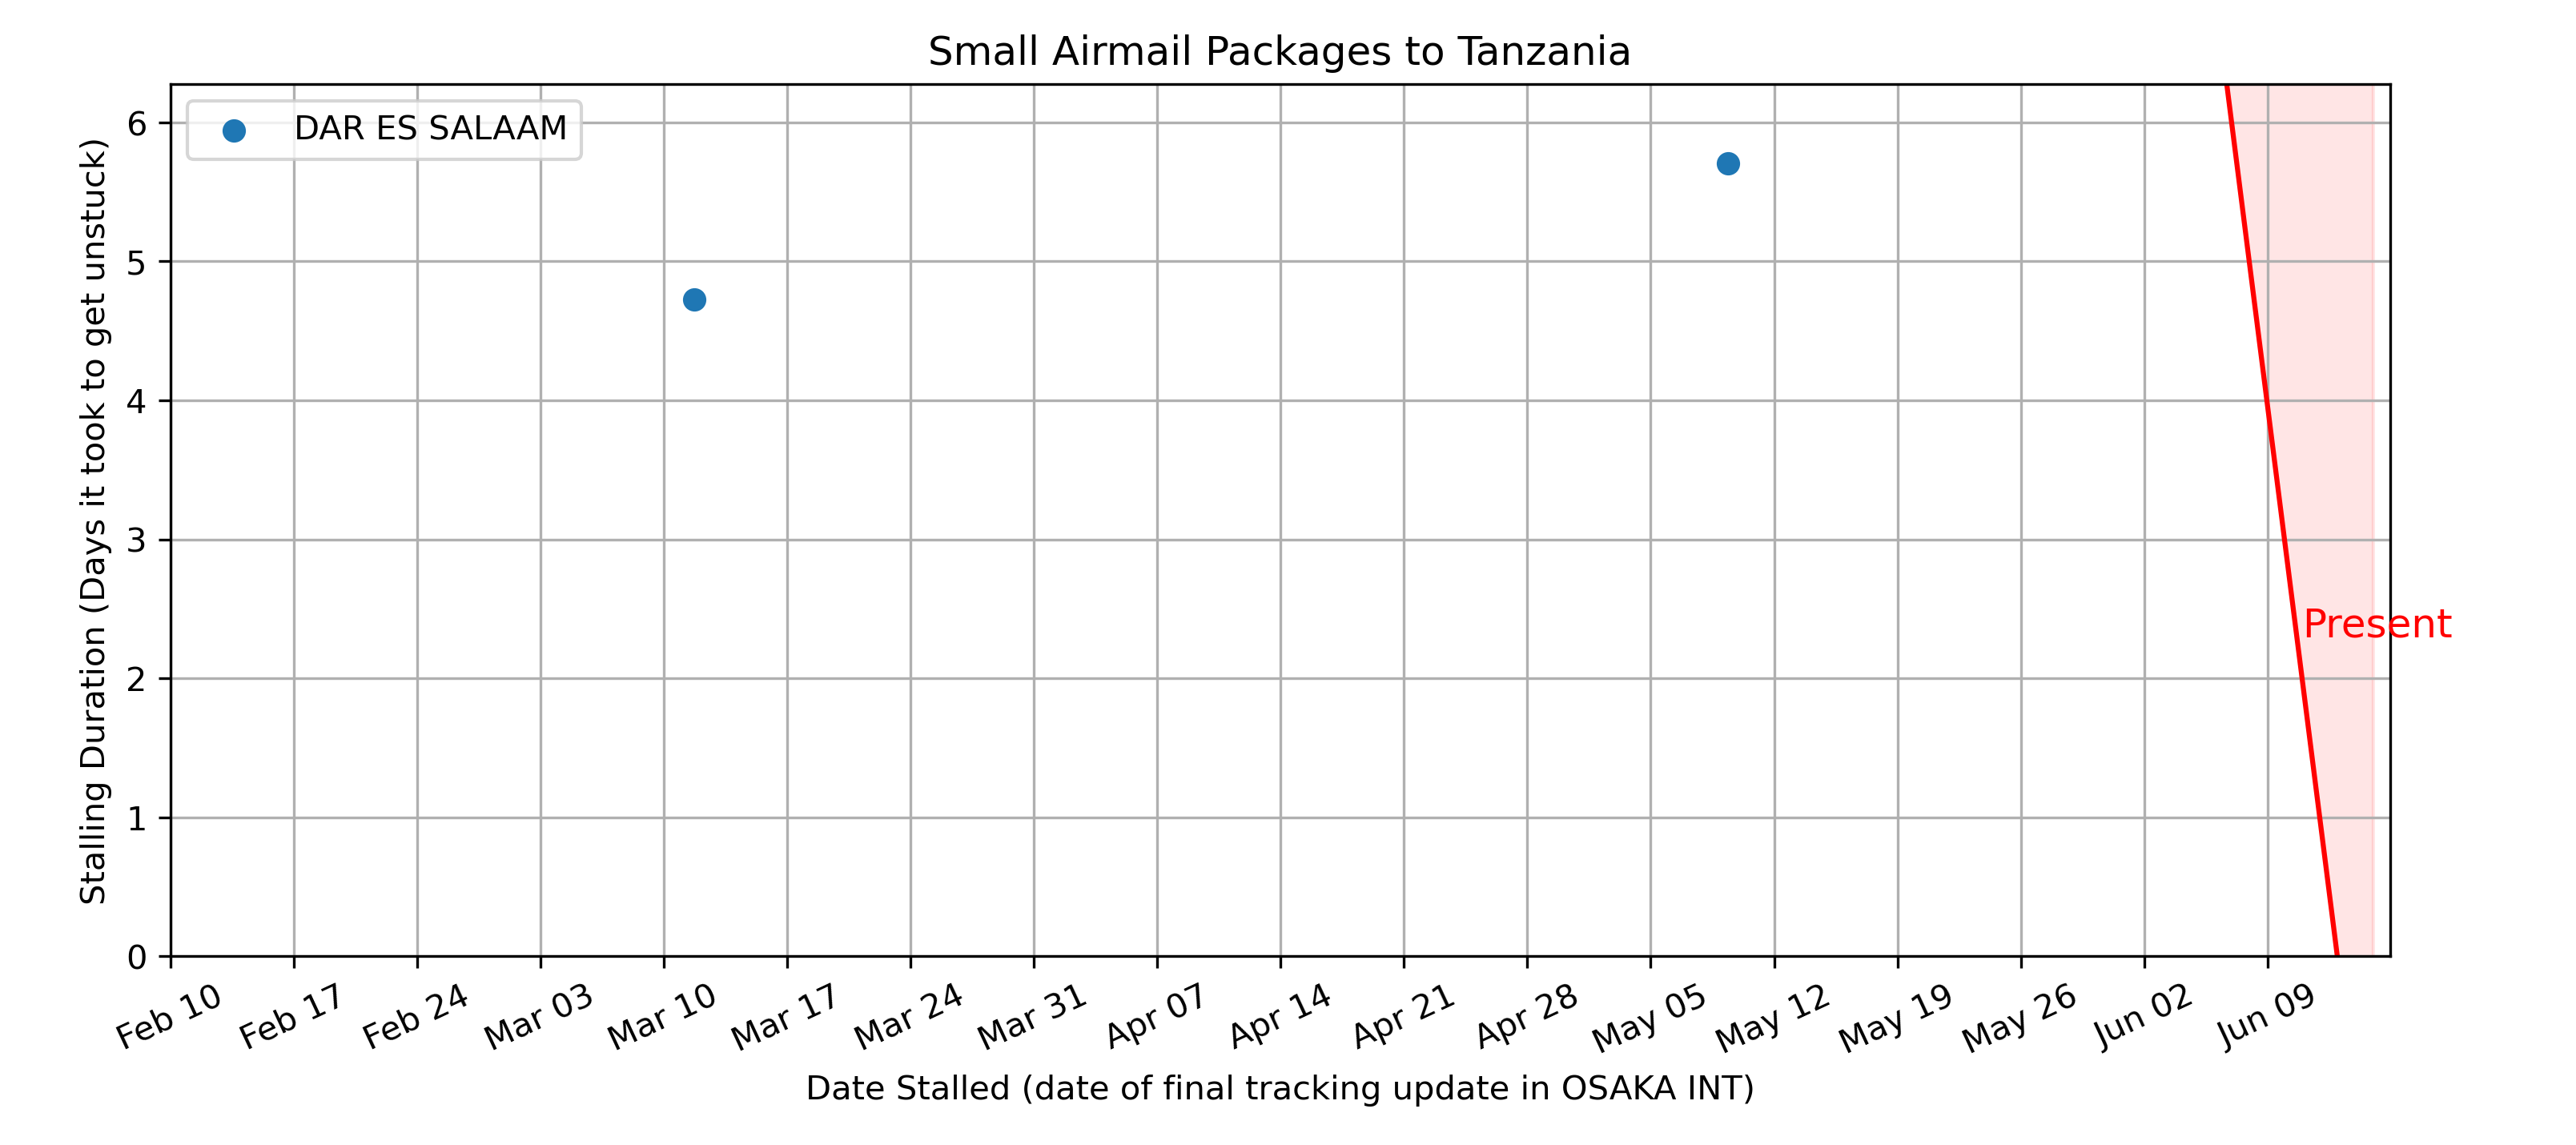 Small Airmail Packages to Tanzania
DAR ES SALAAM
Stalling Duration (Days it took to get unstuck)
6
5
4
3
2
1
0
Present
Feb 10
Feb 17
Feb 24
Mar 03
Mar 10
Mar 17
Mar 24
Mar 31
Apr 07
Apr 14
Apr 21
Apr 28
May 05
May 12
May 19
May 26
Jun 02
Jun 09
Date Stalled (date of final tracking update in OSAKA INT)